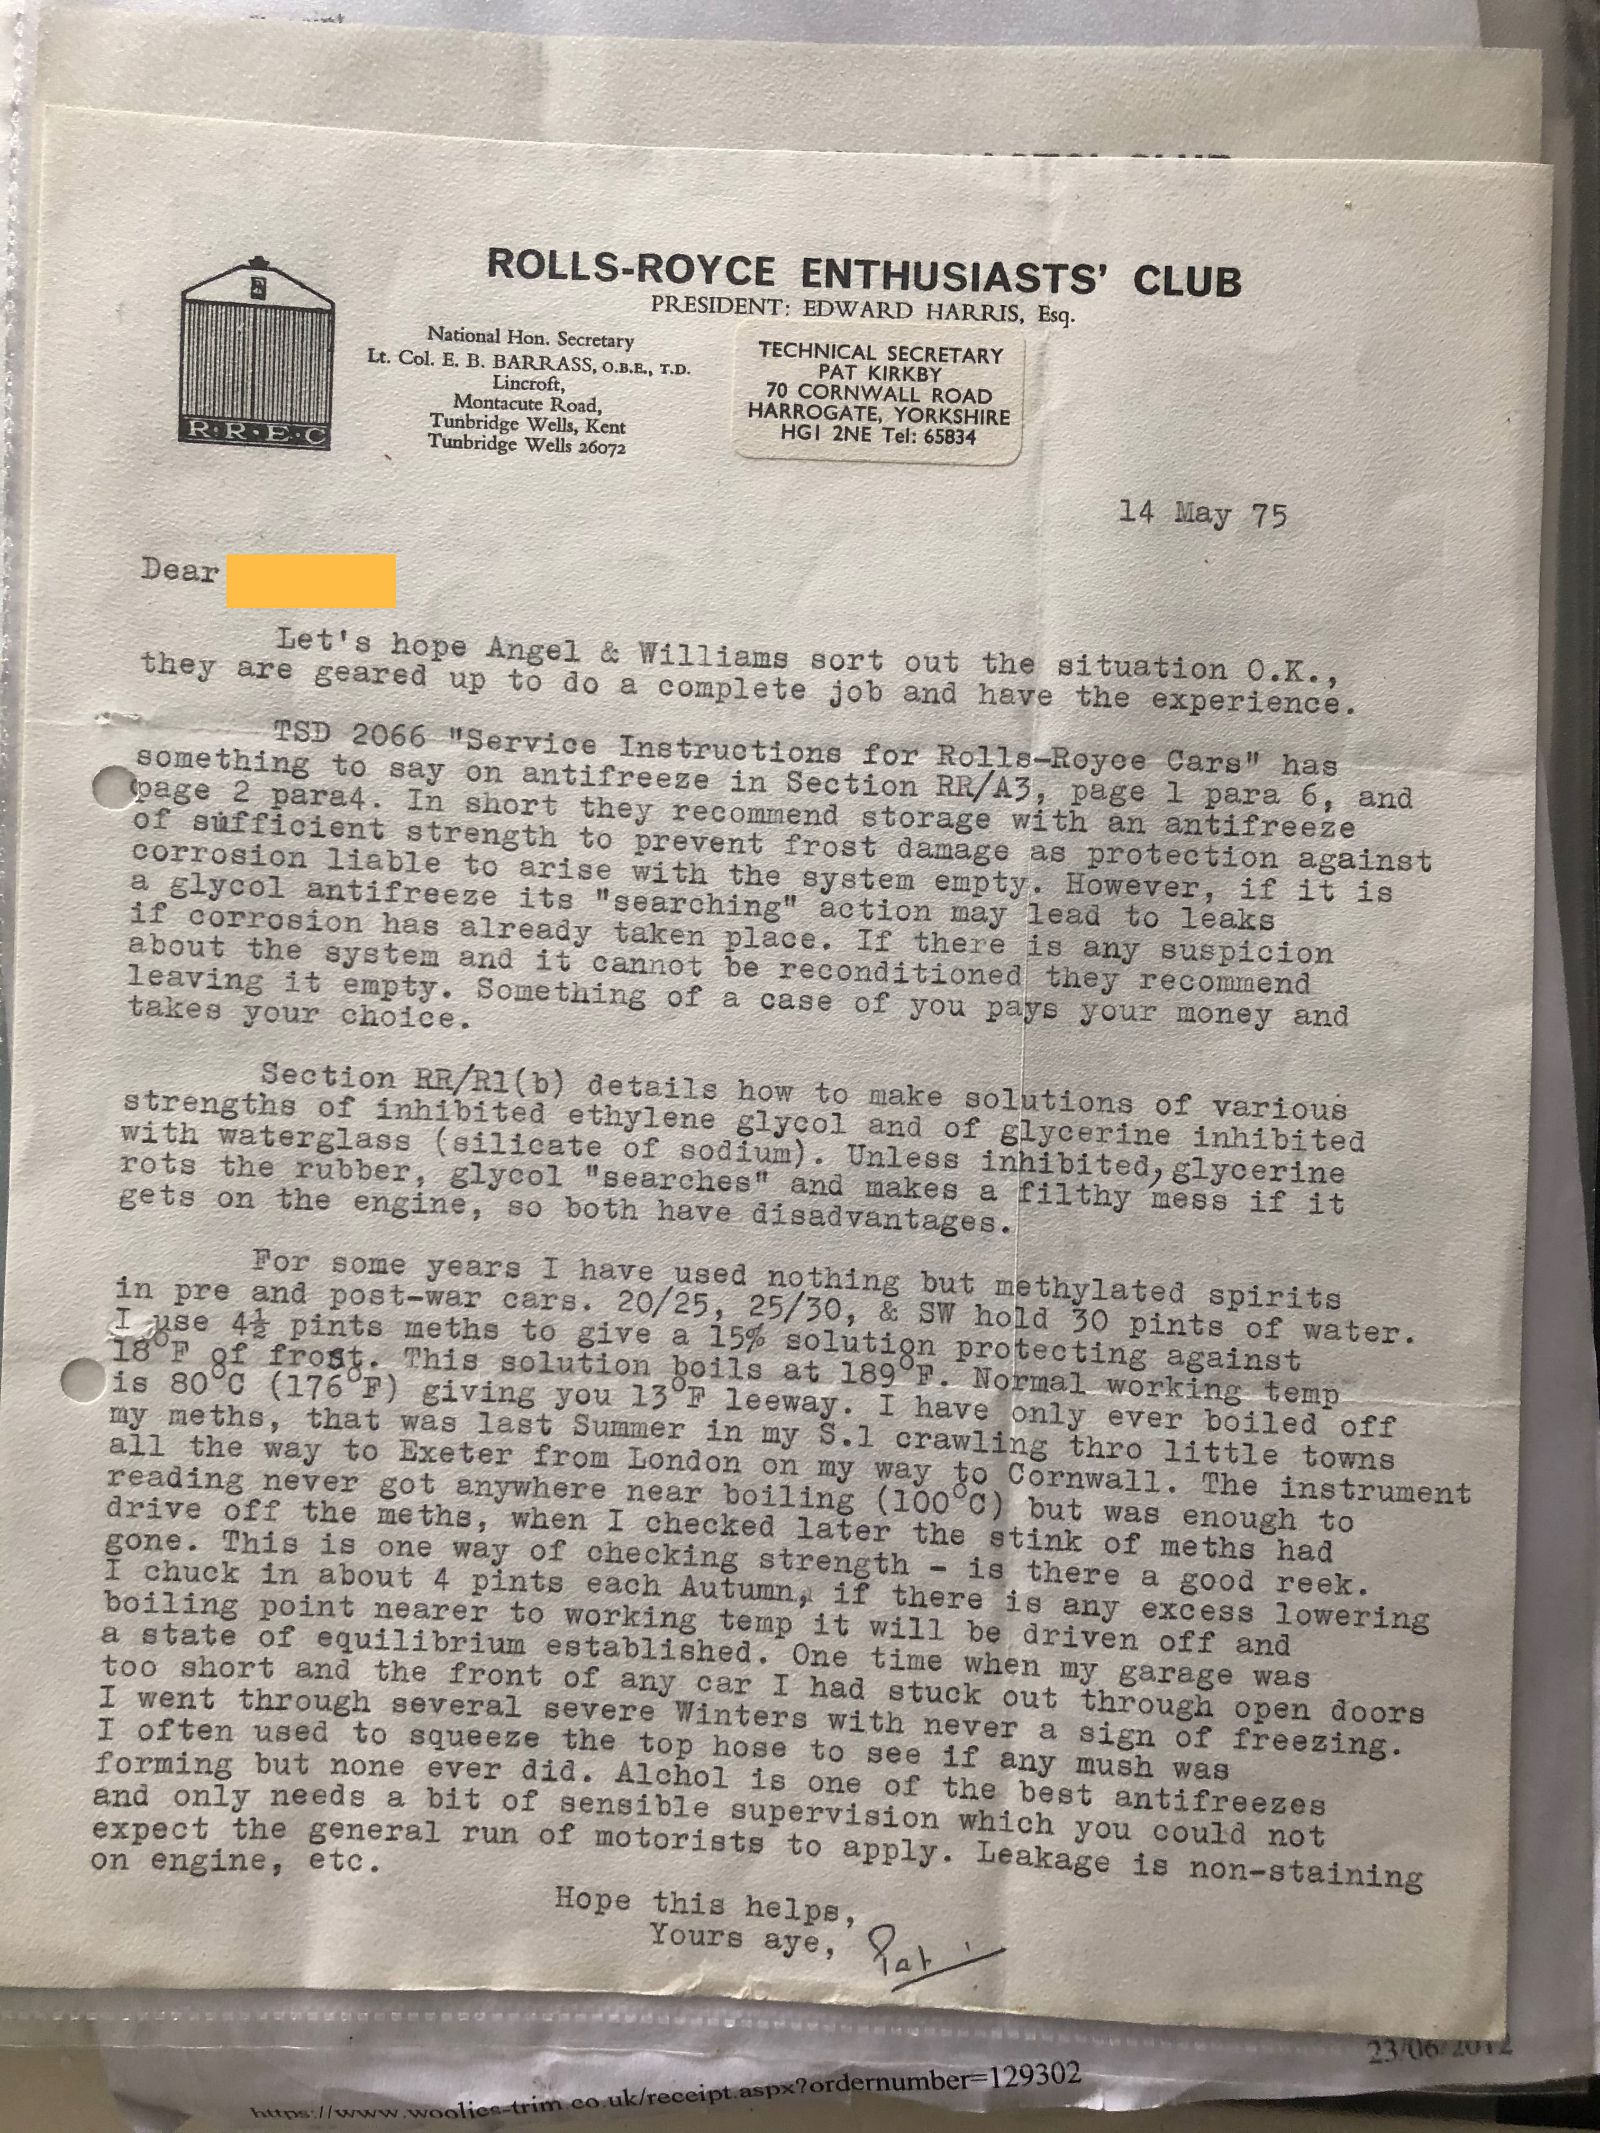 ROLLS-ROYCE ENTHUSIASTS' CLUB
PRESIDENT: EDWARD HARRIS, Esq.
R·R·E·C
National Hon. Secretary
Lt. Col. E. B. BARRASS, O.B.E., T.D.
Lincroft,
Montacute Road,
Tunbridge Wells, Kent
Tunbridge Wells 26072
TECHNICAL SECRETARY
PAT KIRKBY
70 CORNWALL ROAD
HARROGATE, YORKSHIRE
HG1 2NE Tel: 65834
14 May 75
Dear
Let's hope Angel & Williams sort out the situation O.K.,
they are geared up to do a complete job and have the experience.
TSD 2066 "Service Instructions for Rolls-Royce Cars" has
something to say on antifreeze in Section RR/A3, page 1 para 6, and
page 2 para4. In short they recommend storage with an antifreeze
of sufficient strength to prevent frost damage as protection against
corrosion liable to arise with the system empty. However, if it is
a glycol antifreeze its "searching" action may lead to leaks
if corrosion has already taken place. If there is any suspicion
about the system and it cannot be reconditioned they recommend
leaving it empty. Something of a case of you pays your money and
takes your choice.
Section RR/R1(b) details how to make solutions of various
strengths of inhibited ethylene glycol and of glycerine inhibited
with waterglass (silicate of sodium). Unless inhibited, glycerine
rots the rubber, glycol "searches" and makes a filthy mess if it
gets on the engine, so both have disadvantages.
For some years I have used nothing but methylated spirits
in pre and post-war cars. 20/25, 25/30, & SW hold 30 pints of water.
I use 4½ pints meths to give a 15% solution protecting against
18°F of frost. This solution boils at 189°F. Normal working temp
is 80°C (176°F) giving you 13°F leeway. I have only ever boiled off
my meths, that was last Summer in my S.1 crawling thro little towns
all the way to Exeter from London on my way to Cornwall. The instrument
reading never got anywhere near boiling (100°C) but was enough to
drive off the meths, when I checked later the stink of meths had
gone. This is one way of checking strength - is there a good reek.
I chuck in about 4 pints each Autumn, if there is any excess lowering
boiling point nearer to working temp it will be driven off and
a state of equilibrium established. One time when my garage was
too short and the front of any car I had stuck out through open doors
I went through several severe Winters with never a sign of freezing.
I often used to squeeze the top hose to see if any mush was
forming but none ever did. Alchol is one of the best antifreezes
and only needs a bit of sensible supervision which you could not
expect the general run of motorists to apply. Leakage is non-staining
on engine, etc.
Hope this helps,
Yours aye,
Pat
23/06/2012
https://www.woolies-trim.co.uk/receipt.aspx?ordernumber=129302